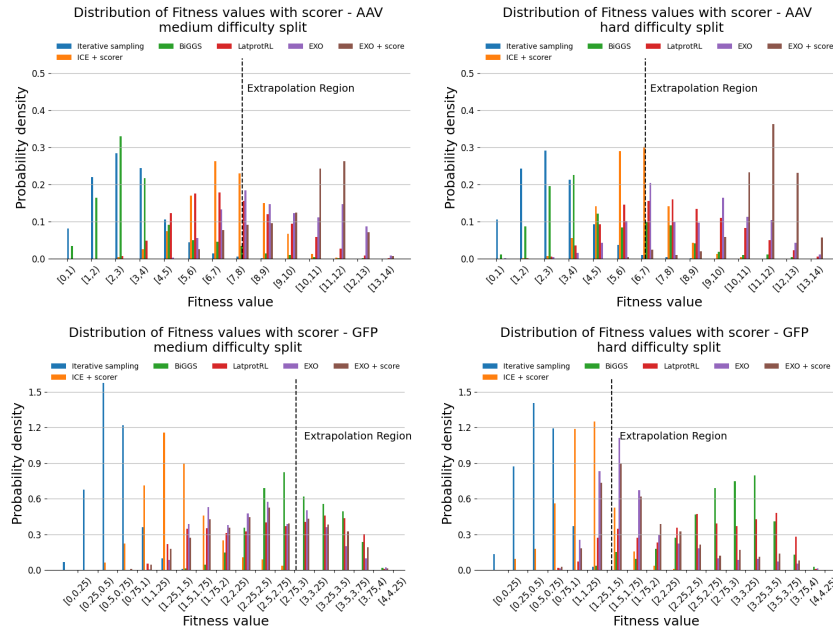 Distribution of Fitness values with scorer - AAV
medium difficulty split
Iterative sampling
ICE + scorer
BiGGS
LatprotRL
EXO
EXO + score
Extrapolation Region
Probability density
0.5
0.4
0.3
0.2
0.1
0.0
[0,1)
[1,2)
[2,3)
[3,4)
[4,5)
[5,6)
[6,7)
[7,8)
[8,9)
[9,10)
[10,11)
[11,12)
[12,13)
[13,14)
Fitness value
Distribution of Fitness values with scorer - AAV
hard difficulty split
Iterative sampling
ICE + scorer
BiGGS
LatprotRL
EXO
EXO + score
Extrapolation Region
Probability density
0.5
0.4
0.3
0.2
0.1
0.0
[0,1)
[1,2)
[2,3)
[3,4)
[4,5)
[5,6)
[6,7)
[7,8)
[8,9)
[9,10)
[10,11)
[11,12)
[12,13)
[13,14)
Fitness value
Distribution of Fitness values with scorer - GFP
medium difficulty split
Iterative sampling
ICE + scorer
BiGGS
LatprotRL
EXO
EXO + score
Extrapolation Region
Probability density
1.5
1.2
0.9
0.6
0.3
0.0
[0,0.25)
[0.25,0.5)
[0.5,0.75)
[0.75,1)
[1,1.25)
[1.25,1.5)
[1.5,1.75)
[1.75,2)
[2,2.25)
[2.25,2.5)
[2.5,2.75)
[2.75,3)
[3,3.25)
[3.25,3.5)
[3.5,3.75)
[3.75,4)
[4,4.25)
Fitness value
Distribution of Fitness values with scorer - GFP
hard difficulty split
Iterative sampling
ICE + scorer
BiGGS
LatprotRL
EXO
EXO + score
Extrapolation Region
Probability density
1.5
1.2
0.9
0.6
0.3
0.0
[0,0.25)
[0.25,0.5)
[0.5,0.75)
[0.75,1)
[1,1.25)
[1.25,1.5)
[1.5,1.75)
[1.75,2)
[2,2.25)
[2.25,2.5)
[2.5,2.75)
[2.75,3)
[3,3.25)
[3.25,3.5)
[3.5,3.75)
[3.75,4)
[4,4.25)
Fitness value